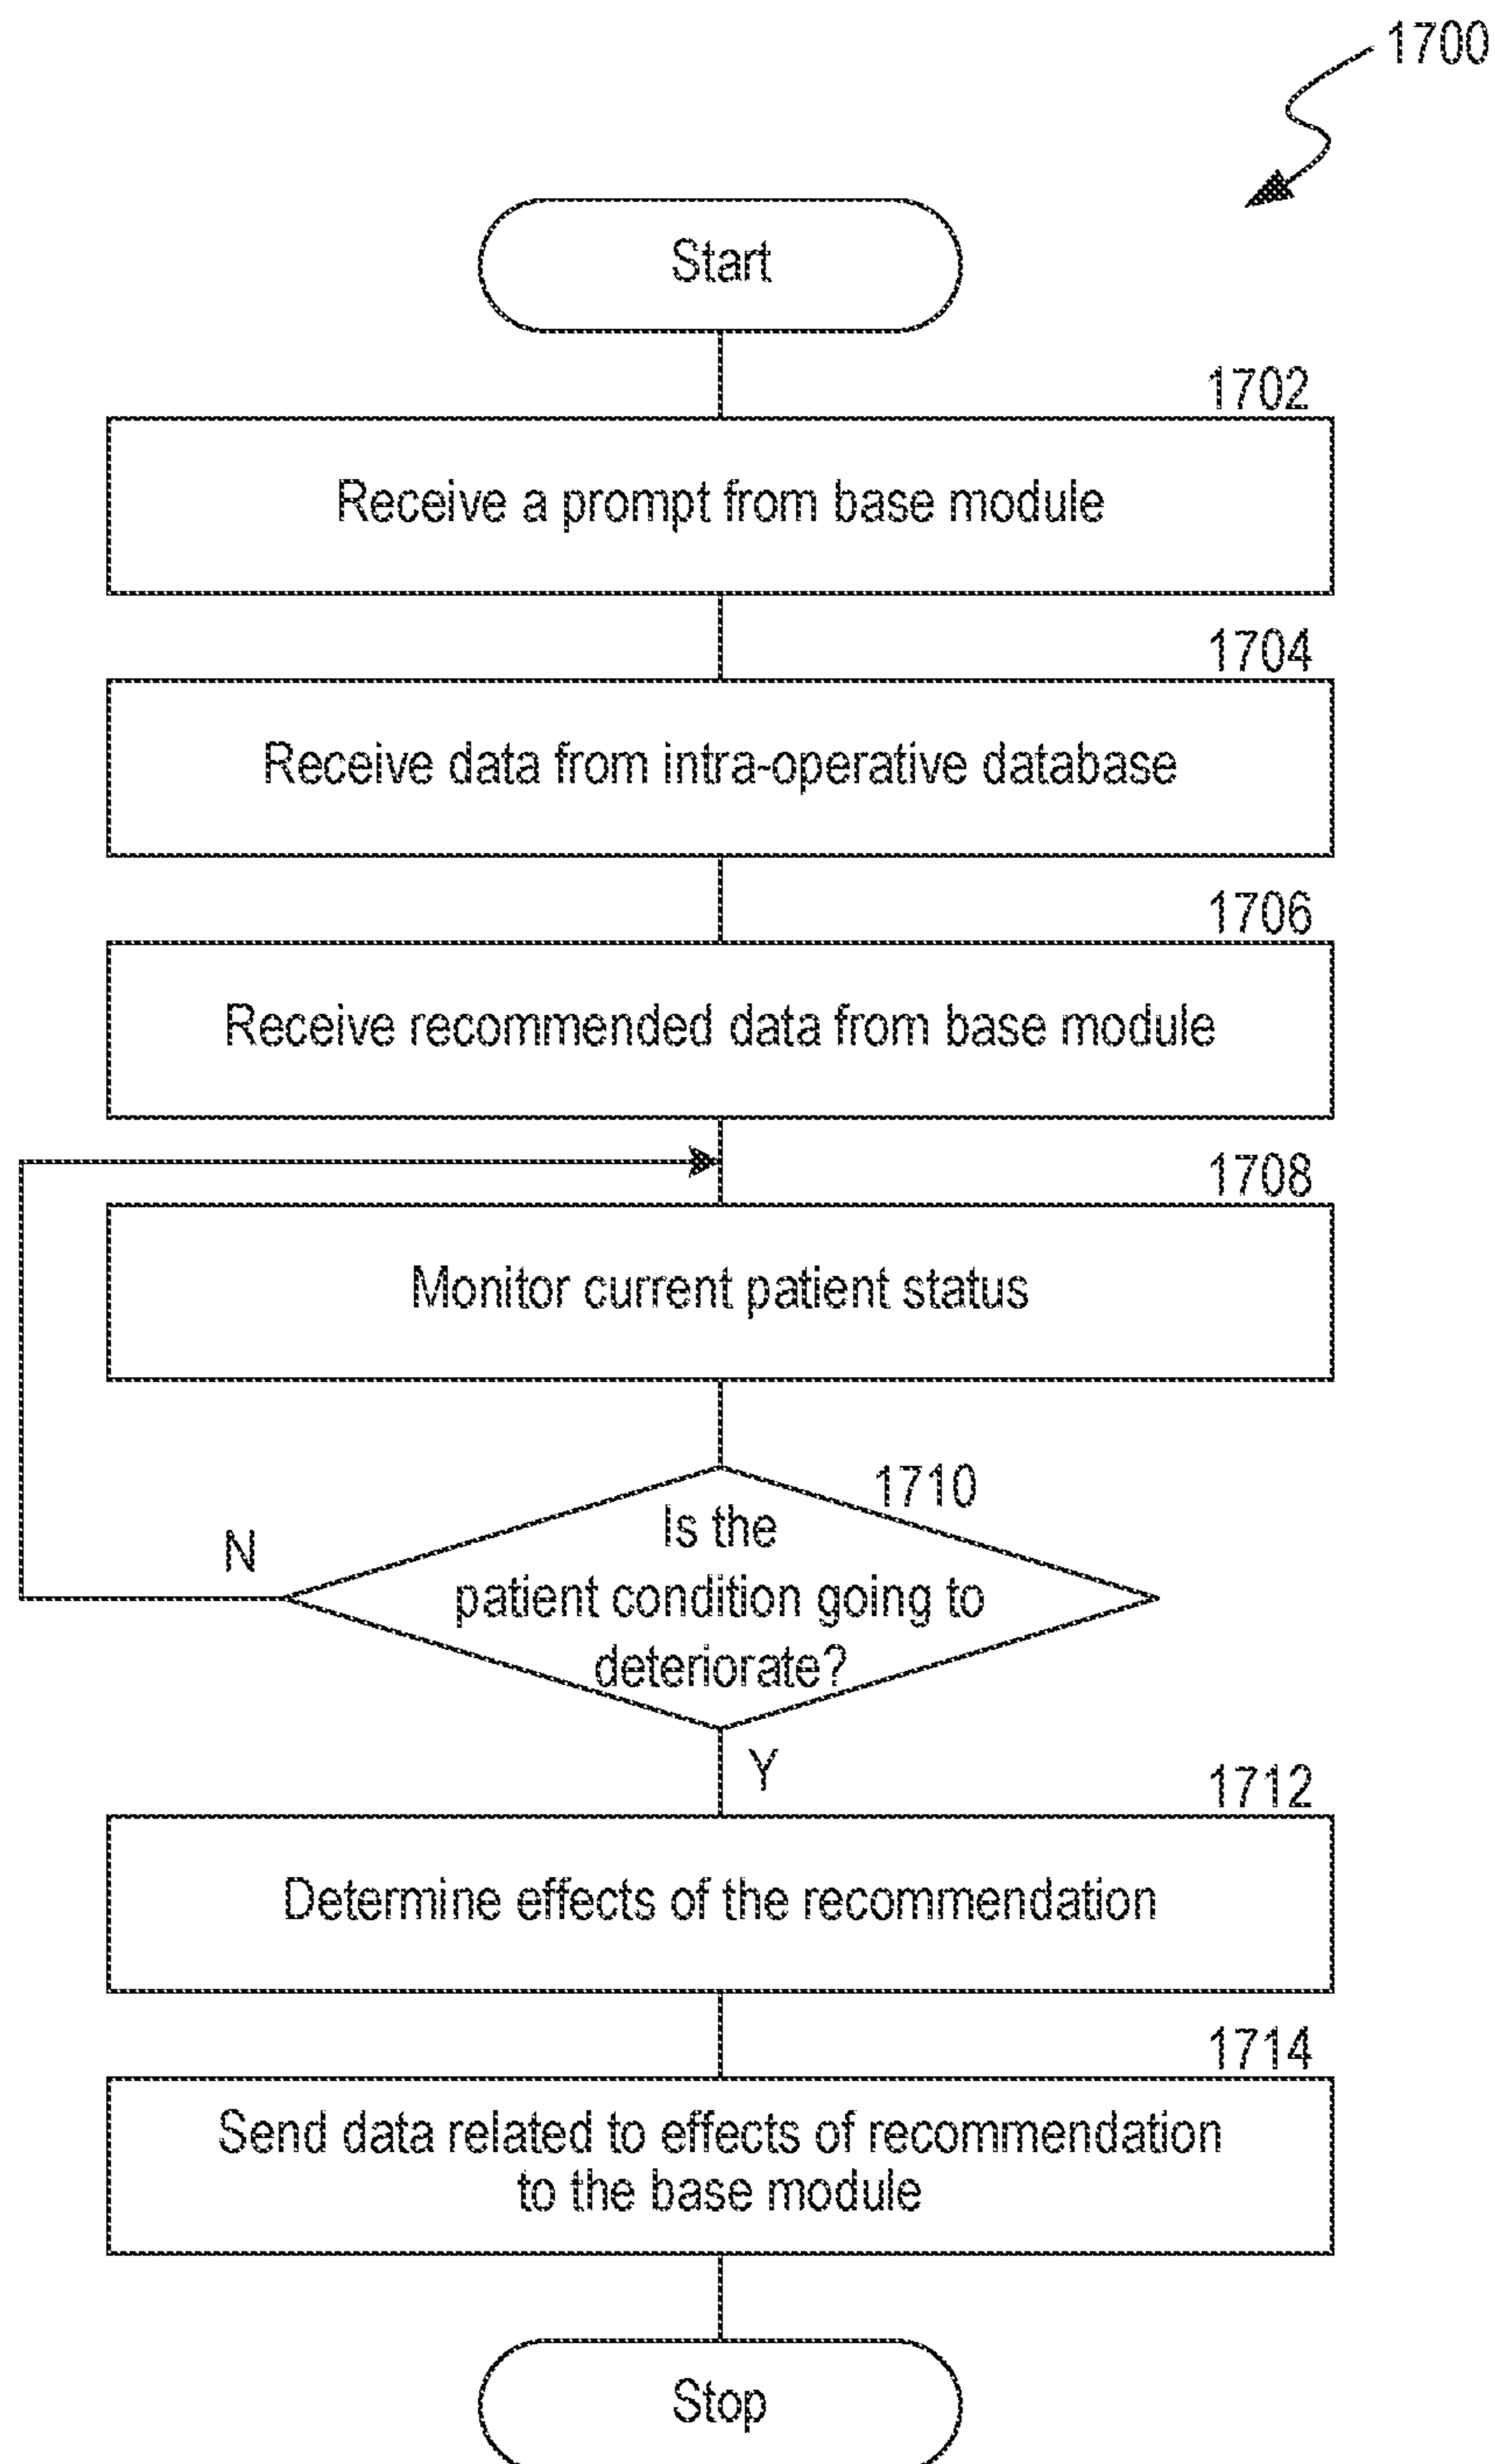 1700
Start
1702
Receive a prompt from base module
1704
Receive data from intra-operative database
1706
Receive recommended data from base module
1708
Monitor current patient status
1710
Is the
patient condition going to
deteriorate?
N
Y
1712
Determine effects of the recommendation
1714
Send data related to effects of recommendation
to the base module
Stop